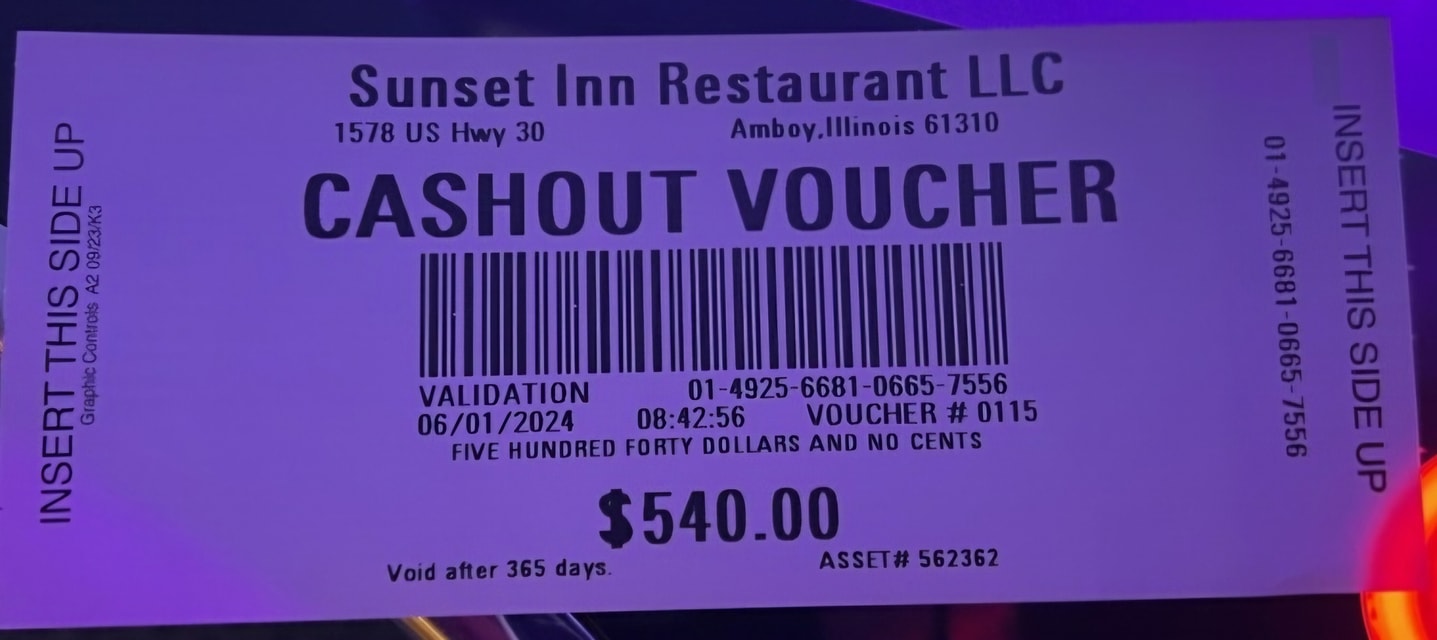 Sunset Inn Restaurant LLC
1578 US Hwy 30 Amboy,Illinois 61310
CASHOUT VOUCHER
VALIDATION 01-4925-6681-0665-7556
06/01/2024 08:42:56 VOUCHER # 0115
FIVE HUNDRED FORTY DOLLARS AND NO CENTS
$540.00
Void after 365 days. ASSET# 562362
INSERT THIS SIDE UP
Graphic Controls A2 09/23/K3
01-4925-6681-0665-7556
INSERT THIS SIDE UP